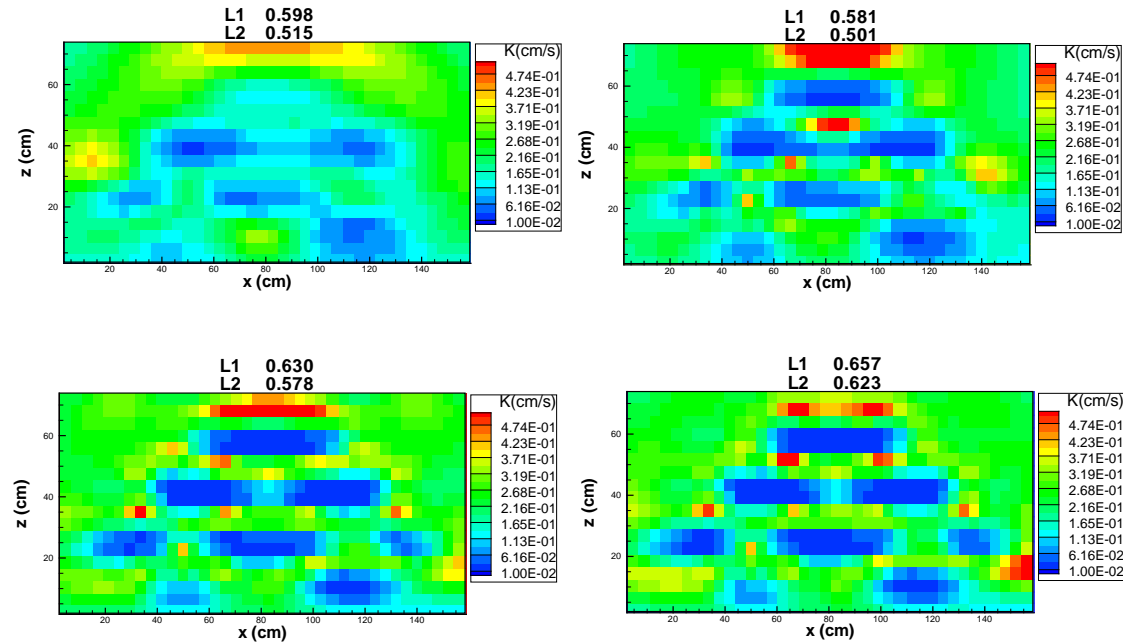 L1 0.598
L2 0.515
K(cm/s)
4.74E-01
4.23E-01
3.71E-01
3.19E-01
2.68E-01
2.16E-01
1.65E-01
1.13E-01
6.16E-02
1.00E-02
z (cm)
60
40
20
20 40 60 80 100 120 140
x (cm)
L1 0.581
L2 0.501
K(cm/s)
4.74E-01
4.23E-01
3.71E-01
3.19E-01
2.68E-01
2.16E-01
1.65E-01
1.13E-01
6.16E-02
1.00E-02
z (cm)
60
40
20
20 40 60 80 100 120 140
x (cm)
L1 0.630
L2 0.578
K(cm/s)
4.74E-01
4.23E-01
3.71E-01
3.19E-01
2.68E-01
2.16E-01
1.65E-01
1.13E-01
6.16E-02
1.00E-02
z (cm)
60
40
20
20 40 60 80 100 120 140
x (cm)
L1 0.657
L2 0.623
K(cm/s)
4.74E-01
4.23E-01
3.71E-01
3.19E-01
2.68E-01
2.16E-01
1.65E-01
1.13E-01
6.16E-02
1.00E-02
z (cm)
60
40
20
20 40 60 80 100 120 140
x (cm)